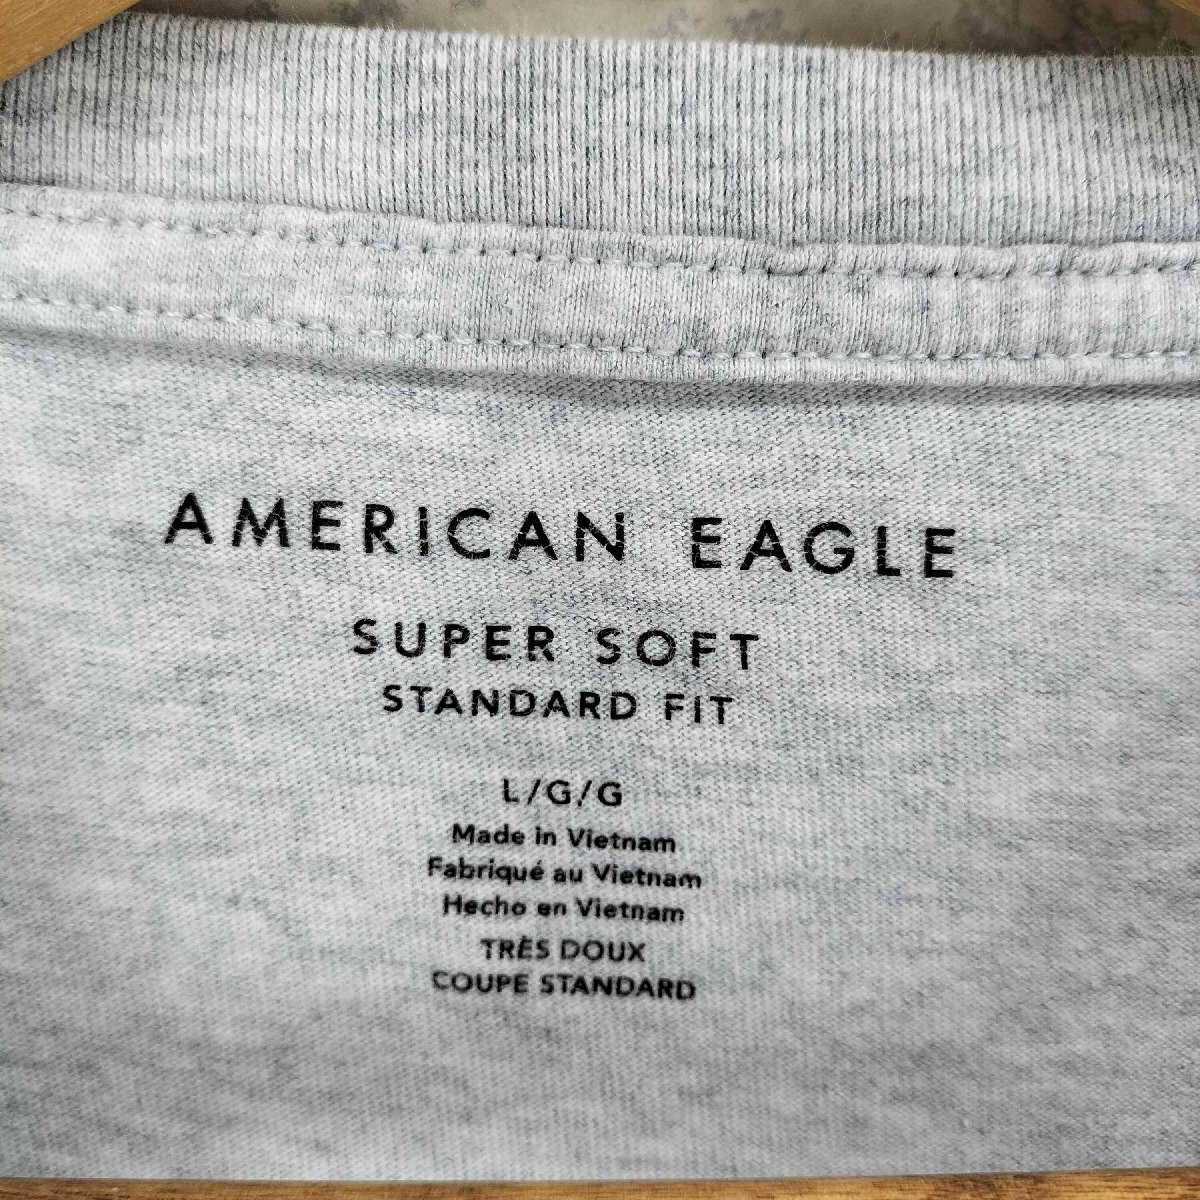 AMERICAN EAGLE
SUPER SOFT
STANDARD FIT
L/G/G
Made in Vietnam
Fabriqué au Vietnam
Hecho en Vietnam
TRÈS DOUX
COUPE STANDARD